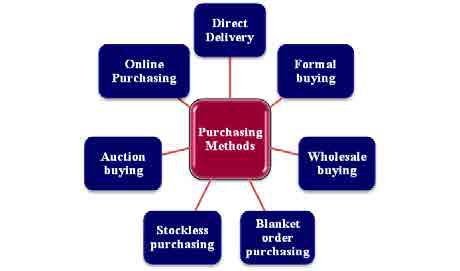 Direct
Delivery
Online
Purchasing
Formal
buying
Purchasing
Methods
Auction
buying
Wholesale
buying
Stockless
purchasing
Blanket
order
purchasing